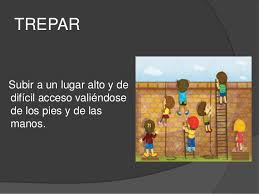 TREPAR
Subir a un lugar alto y de
difícil acceso valiéndose
de los pies y de las
manos.